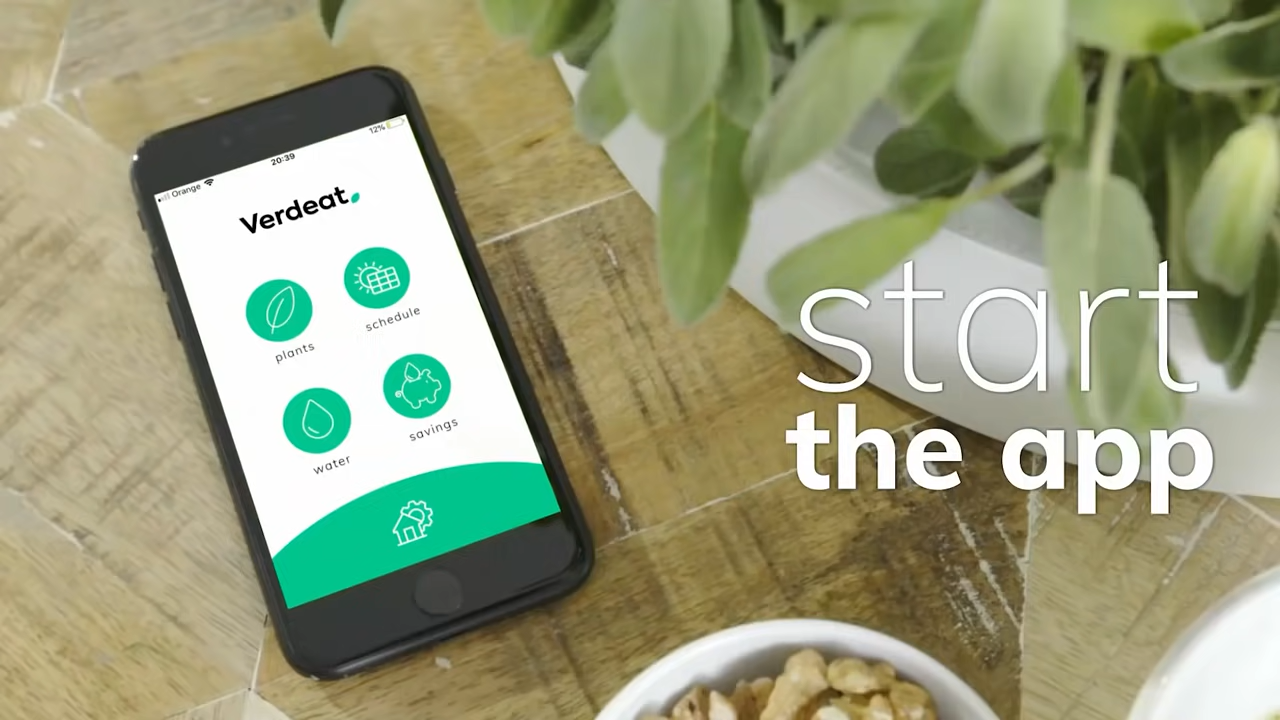 Orange
20:39
12%
Verdeat
plants
schedule
water
savings
start
the app